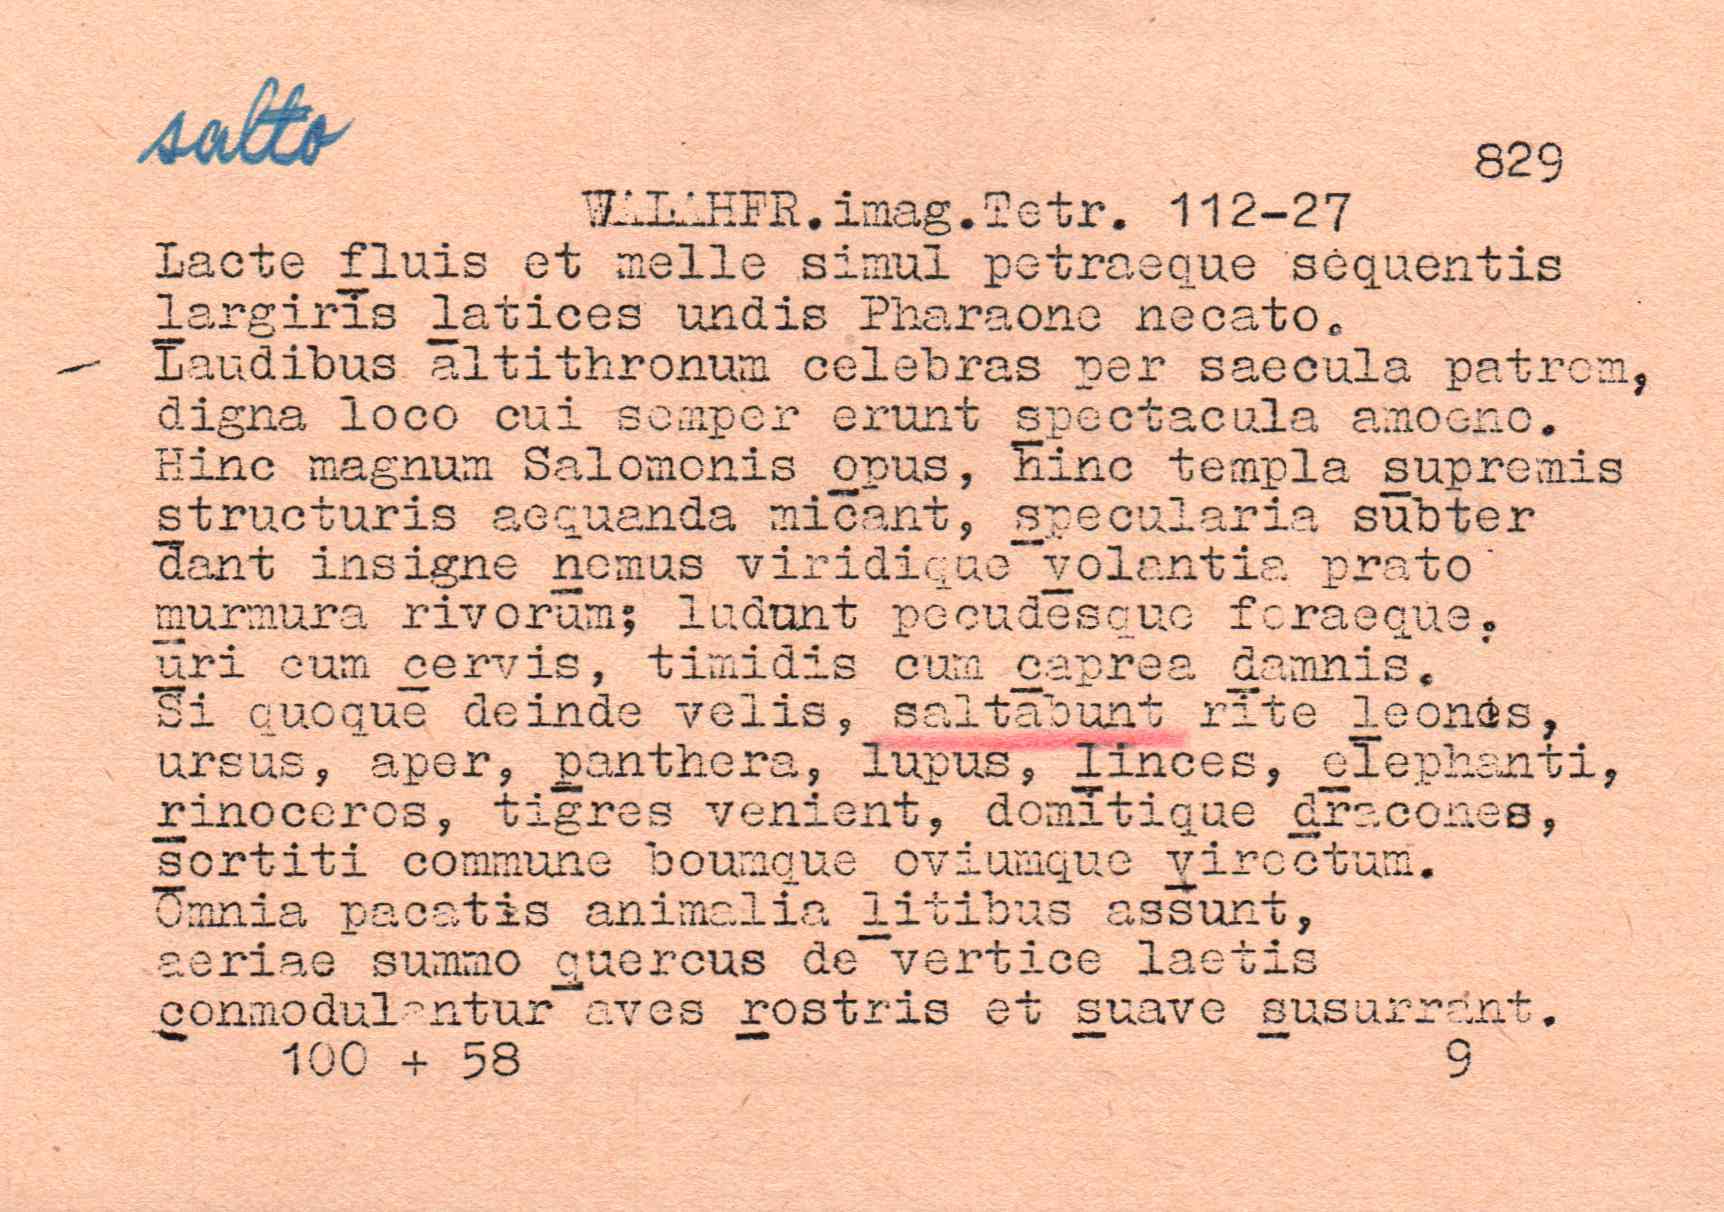 salto
829
WALAHFR.imag.Tetr. 112-27
Lacte fluis et melle simul petraeque sequentis
largiris latices undis Pharaone necato.
Laudibus altithronum celebras per saecula patrem,
digna loco cui semper erunt spectacula amoeno.
Hinc magnum Salomonis opus, hinc templa supremis
structuris aequanda micant, specularia subter
dant insigne nemus viridique volantia prato
murmura rivorum; ludunt pecudesque feraeque.
uri cum cervis, timidis cum caprea damnis.
Si quoque deinde velis, saltabunt rite leones,
ursus, aper, panthera, lupus, linces, elephanti,
rinoceros, tigres venient, domitique dracones,
sortiti commune boumque oviumque virectum.
Omnia pacatis animalia litibus assunt,
aeriae summo quercus de vertice laetis
conmodulantur aves rostris et suave susurrant.
100 + 58 9